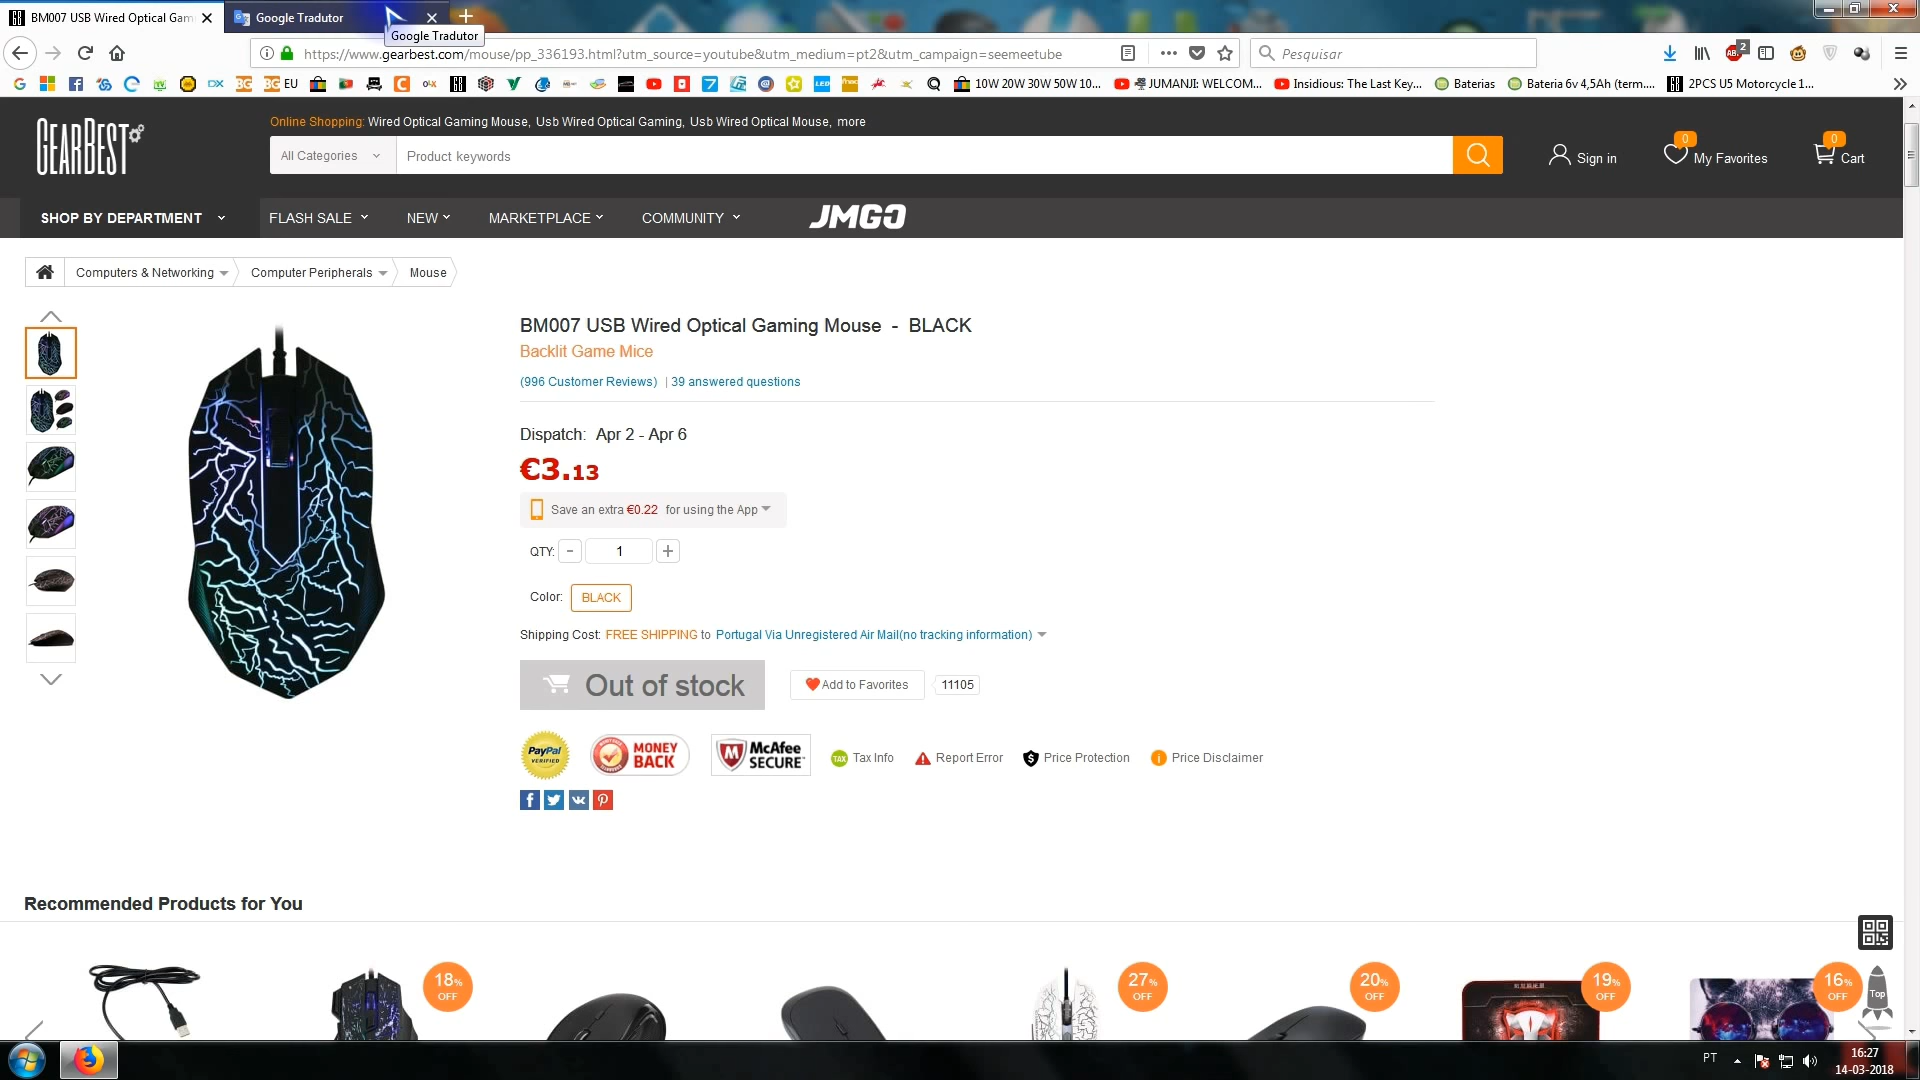 BM007 USB Wired Optical Gam
Google Tradutor
Google Tradutor
https://www.gearbest.com/mouse/pp_336193.html?utm_source=youtube&utm_medium=pt2&utm_campaign=seemeetube
Pesquisar
2
EU
10W 20W 30W 50W 10...
JUMANJI: WELCOM...
Insidious: The Last Key...
Baterias
Bateria 6v 4,5Ah (term....
2PCS U5 Motorcycle 1...
GEARBEST
Online Shopping: Wired Optical Gaming Mouse, Usb Wired Optical Gaming, Usb Wired Optical Mouse, more
All Categories
Product keywords
Sign in
0
My Favorites
0
Cart
SHOP BY DEPARTMENT
FLASH SALE
NEW
MARKETPLACE
COMMUNITY
JMGO
Computers & Networking
Computer Peripherals
Mouse
BM007 USB Wired Optical Gaming Mouse - BLACK
Backlit Game Mice
(996 Customer Reviews) | 39 answered questions
Dispatch: Apr 2 - Apr 6
€3.13
Save an extra €0.22 for using the App
QTY: - 1 +
Color: BLACK
Shipping Cost: FREE SHIPPING to Portugal Via Unregistered Air Mail(no tracking information)
Out of stock
Add to Favorites
11105
PayPal
VERIFIED
MONEY
BACK
McAfee
SECURE
TAX Tax Info
Report Error
Price Protection
Price Disclaimer
Recommended Products for You
18%
OFF
27%
OFF
20%
OFF
19%
OFF
16%
OFF
Top
PT
16:27
14-03-2018